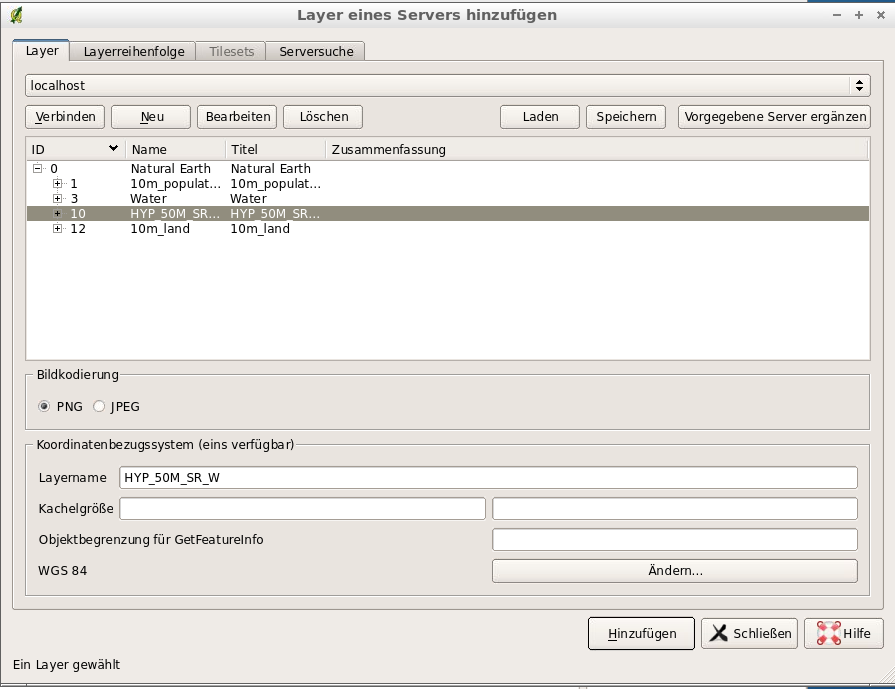 Layer eines Servers hinzufügen
Layer Layerreihenfolge Tilesets Serversuche
localhost
Verbinden Neu Bearbeiten Löschen Laden Speichern Vorgegebene Server ergänzen
ID Name Titel Zusammenfassung
0 Natural Earth Natural Earth
1 10m_populat... 10m_populat...
3 Water Water
10 HYP_50M_SR... HYP_50M_SR...
12 10m_land 10m_land
Bildkodierung
PNG JPEG
Koordinatenbezugssystem (eins verfügbar)
Layername HYP_50M_SR_W
Kachelgröße
Objektbegrenzung für GetFeatureInfo
WGS 84 Ändern...
Hinzufügen Schließen Hilfe
Ein Layer gewählt